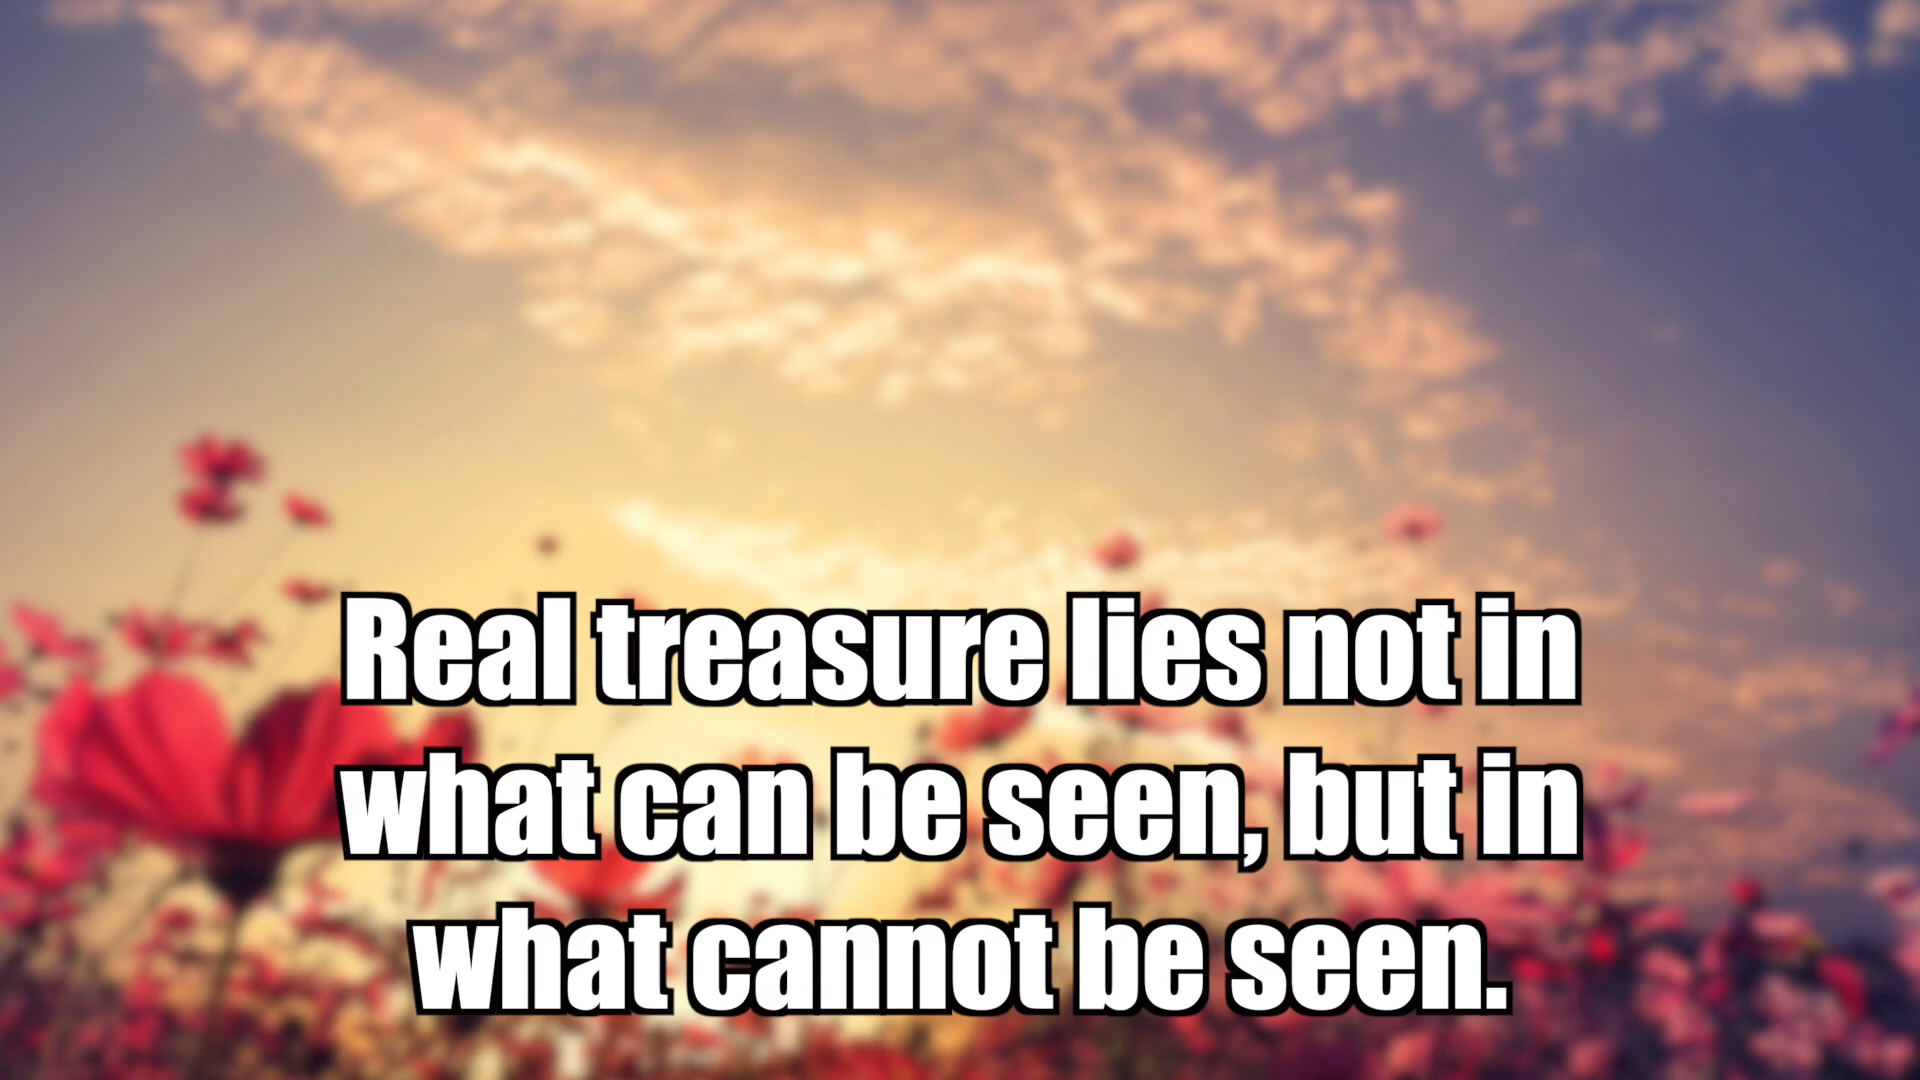 Real treasure lies not in
what can be seen, but in
what cannot be seen.